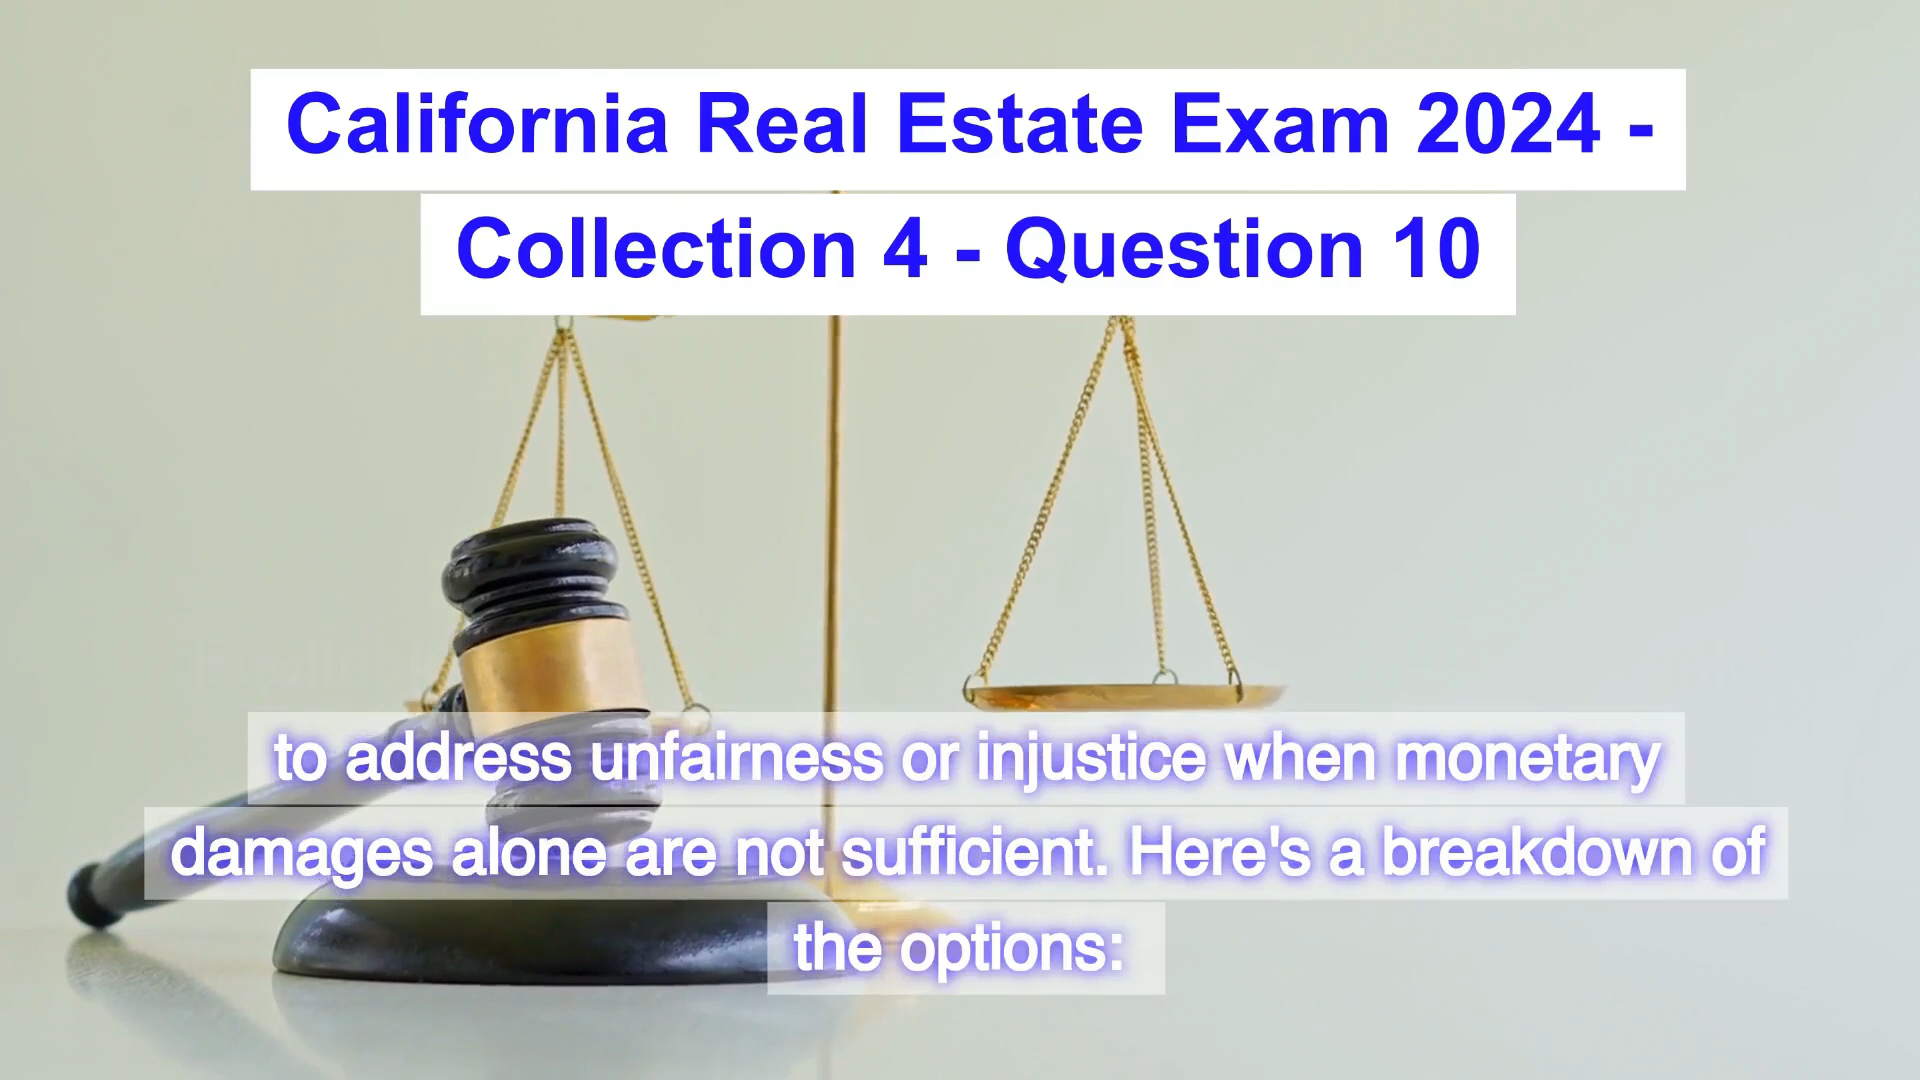 California Real Estate Exam 2024 -
Collection 4 - Question 10
to address unfairness or injustice when monetary
damages alone are not sufficient. Here's a breakdown of
the options: